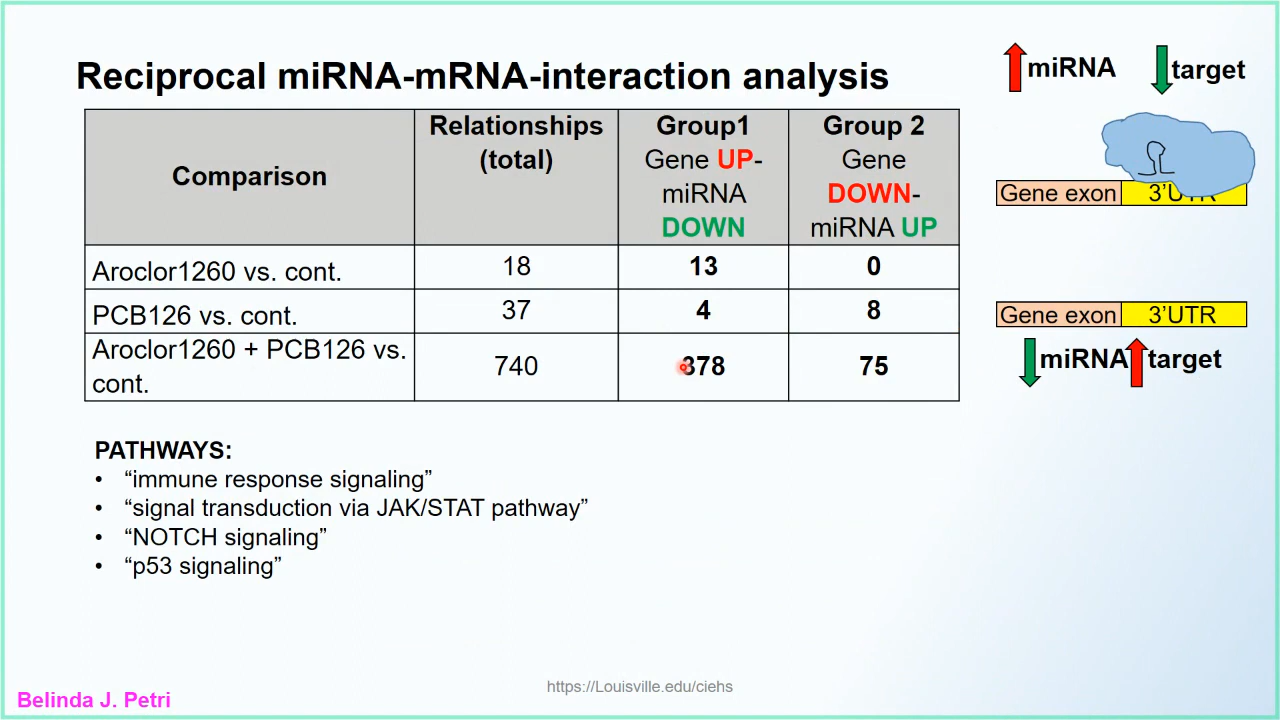 Reciprocal miRNA-mRNA-interaction analysis
miRNA target
Comparison
Relationships
(total)
Group1
Gene UP-
miRNA
DOWN
Group 2
Gene
DOWN-
miRNA UP
Aroclor1260 vs. cont. 18 13 0
PCB126 vs. cont. 37 4 8
Aroclor1260 + PCB126 vs.
cont. 740 378 75
Gene exon 3'UTR
Gene exon 3'UTR
miRNA target
PATHWAYS:
• “immune response signaling”
• “signal transduction via JAK/STAT pathway”
• “NOTCH signaling”
• “p53 signaling”
https://Louisville.edu/ciehs
Belinda J. Petri